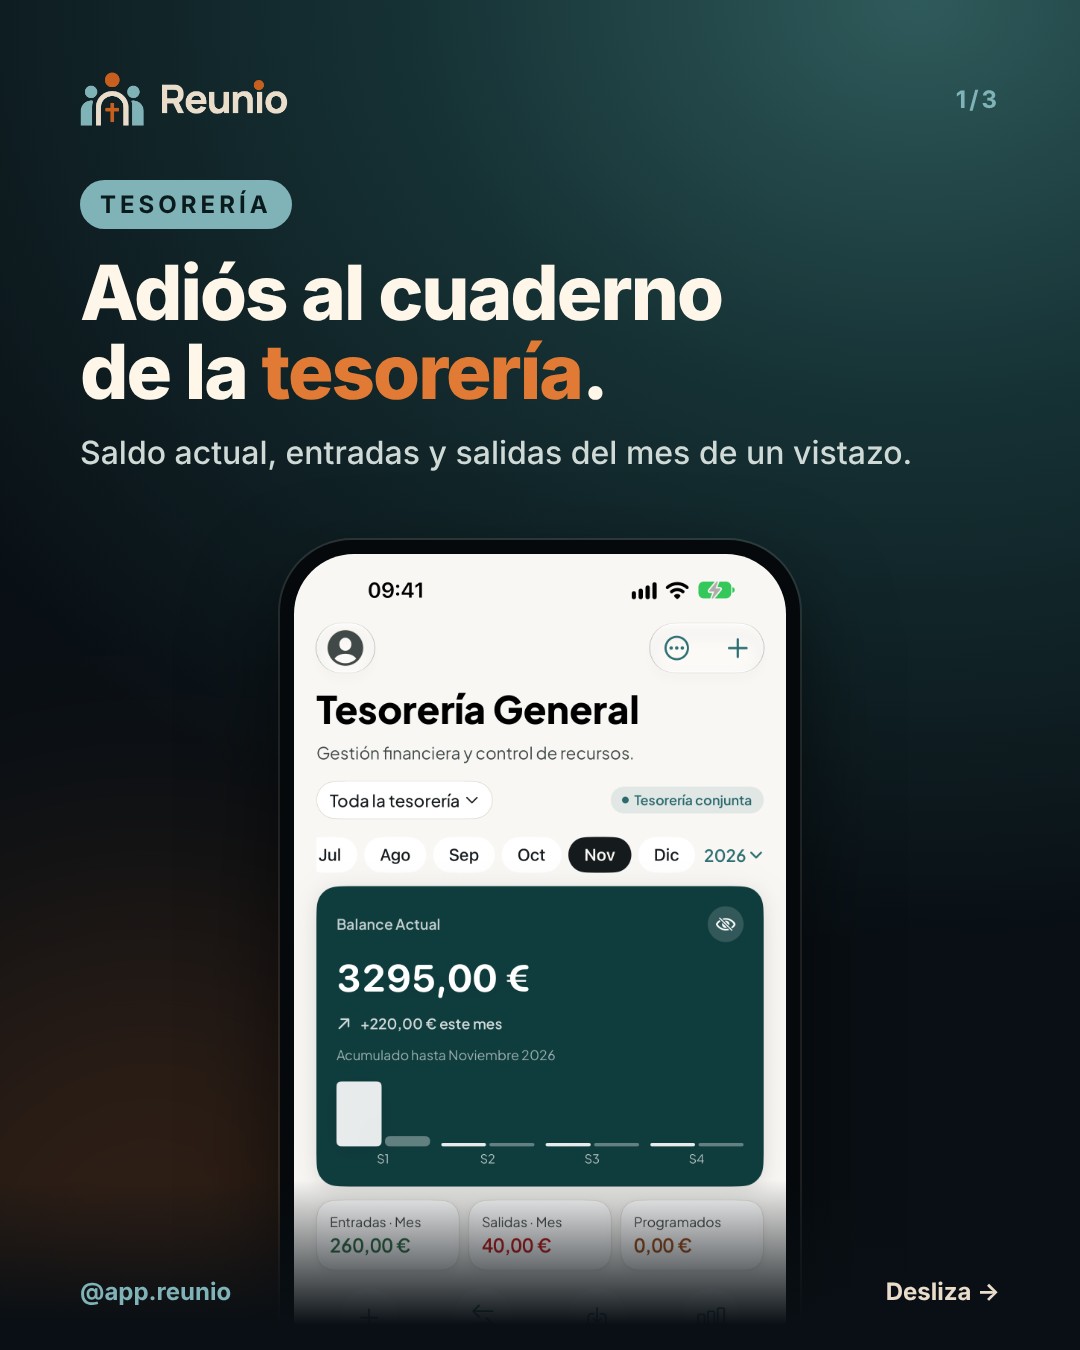 Reunio
1/3
TESORERÍA
Adiós al cuaderno
de la tesorería.
Saldo actual, entradas y salidas del mes de un vistazo.
09:41
Tesorería General
Gestión financiera y control de recursos.
Toda la tesorería
Tesorería conjunta
Jul Ago Sep Oct Nov Dic 2026
Balance Actual
3295,00 €
+220,00 € este mes
Acumulado hasta Noviembre 2026
S1 S2 S3 S4
Entradas · Mes Salidas · Mes Programados
260,00 € 40,00 € 0,00 €
@app.reunio
Desliza →